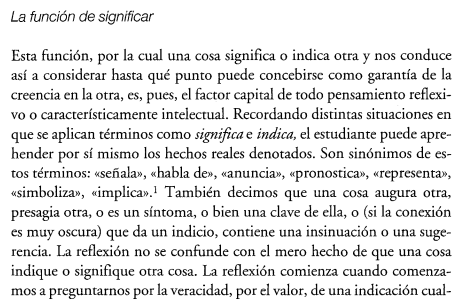 La función de significar
Esta función, por la cual una cosa significa o indica otra y nos conduce
así a considerar hasta qué punto puede concebirse como garantía de la
creencia en la otra, es, pues, el factor capital de todo pensamiento reflexi-
vo o característicamente intelectual. Recordando distintas situaciones en
que se aplican términos como significa e indica, el estudiante puede apre-
hender por sí mismo los hechos reales denotados. Son sinónimos de es-
tos términos: «señala», «habla de», «anuncia», «pronostica», «representa»,
«simboliza», «implica».¹ También decimos que una cosa augura otra,
presagia otra, o es un síntoma, o bien una clave de ella, o (si la conexión
es muy oscura) que da un indicio, contiene una insinuación o una suge-
rencia. La reflexión no se confunde con el mero hecho de que una cosa
indique o signifique otra cosa. La reflexión comienza cuando comenza-
mos a preguntarnos por la veracidad, por el valor, de una indicación cual-